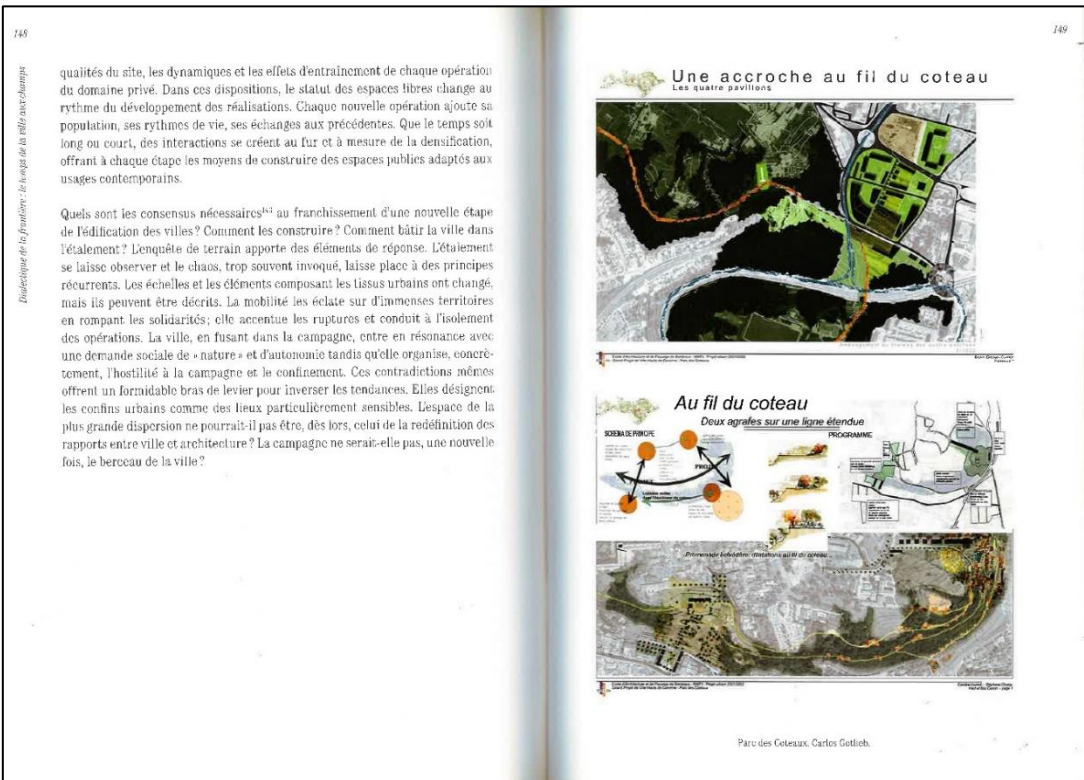 148
Dialectique de la frontière : le temps de la ville aux champs
qualités du site, les dynamiques et les effets d'entraînement de chaque opération
du domaine privé. Dans ces dispositions, le statut des espaces libres change au
rythme du développement des réalisations. Chaque nouvelle opération ajoute sa
population, ses rythmes de vie, ses échanges aux précédentes. Que le temps soit
long ou court, des interactions se créent au fur et à mesure de la densification,
offrant à chaque étape les moyens de construire des espaces publics adaptés aux
usages contemporains.
Quels sont les consensus nécessaires au franchissement d'une nouvelle étape
de l'édification des villes ? Comment les construire ? Comment bâtir la ville dans
l'étalement ? L'enquête de terrain apporte des éléments de réponse. L'étalement
se laisse observer et le chaos, trop souvent invoqué, laisse place à des principes
récurrents. Les échelles et les éléments composant les tissus urbains ont changé,
mais ils peuvent être décrits. La mobilité les éclate sur d'immenses territoires
en rompant les solidarités ; elle accentue les ruptures et conduit à l'isolement
des opérations. La ville, en fusant dans la campagne, entre en résonance avec
une demande sociale de « nature » et d'autonomie tandis qu'elle organise, concrè-
tement, l'hostilité à la campagne et le confinement. Ces contradictions mêmes
offrent un formidable bras de levier pour inverser les tendances. Elles désignent
les confins urbains comme des lieux particulièrement sensibles. L'espace de la
plus grande dispersion ne pourrait-il pas être, dès lors, celui de la redéfinition des
rapports entre ville et architecture ? La campagne ne serait-elle pas, une nouvelle
fois, le berceau de la ville ?
149
Une accroche au fil du coteau
Les quatre pavillons
Au fil du coteau
Deux agrafes sur une ligne étendue
SCHEMA DE PRINCIPE
PROGRAMME
Promenade belvédère: d'stations au fil du coteau...
Parc des Coteaux. Carlos Gotlieb.